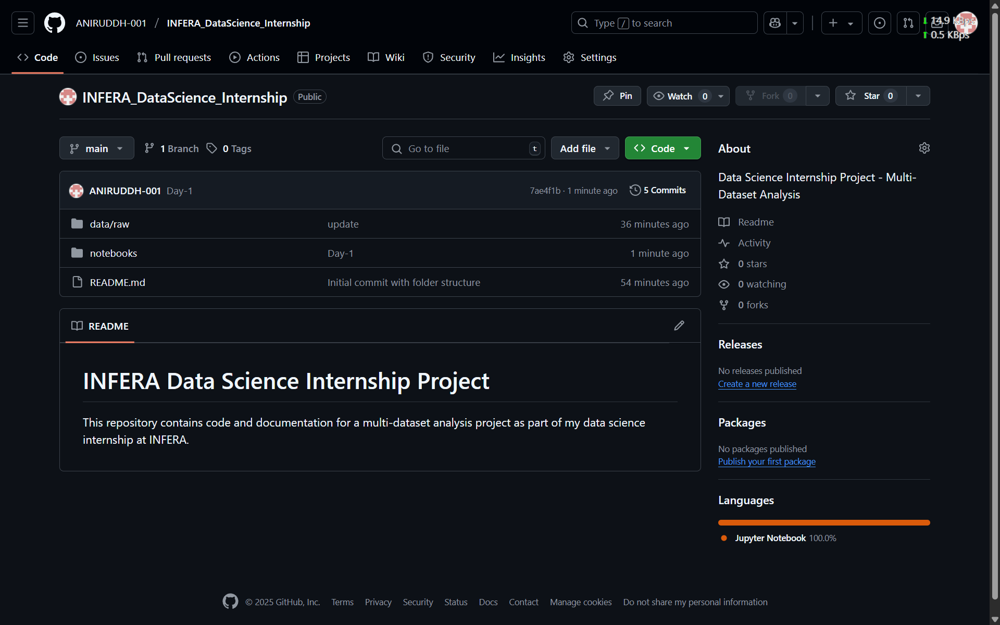 ANIRUDDH-001 / INFERA_DataScience_Internship
Type / to search
14.9 KBps
0.5 KBps
Code
Issues
Pull requests
Actions
Projects
Wiki
Security
Insights
Settings
INFERA_DataScience_Internship Public
Pin
Watch 0
Fork 0
Star 0
main
1 Branch
0 Tags
Go to file t
Add file
Code
ANIRUDDH-001 Day-1 7ae4f1b · 1 minute ago 5 Commits
data/raw update 36 minutes ago
notebooks Day-1 1 minute ago
README.md Initial commit with folder structure 54 minutes ago
README
INFERA Data Science Internship Project
This repository contains code and documentation for a multi-dataset analysis project as part of my data science
internship at INFERA.
About
Data Science Internship Project - Multi-
Dataset Analysis
Readme
Activity
0 stars
0 watching
0 forks
Releases
No releases published
Create a new release
Packages
No packages published
Publish your first package
Languages
Jupyter Notebook 100.0%
© 2025 GitHub, Inc. Terms Privacy Security Status Docs Contact Manage cookies Do not share my personal information